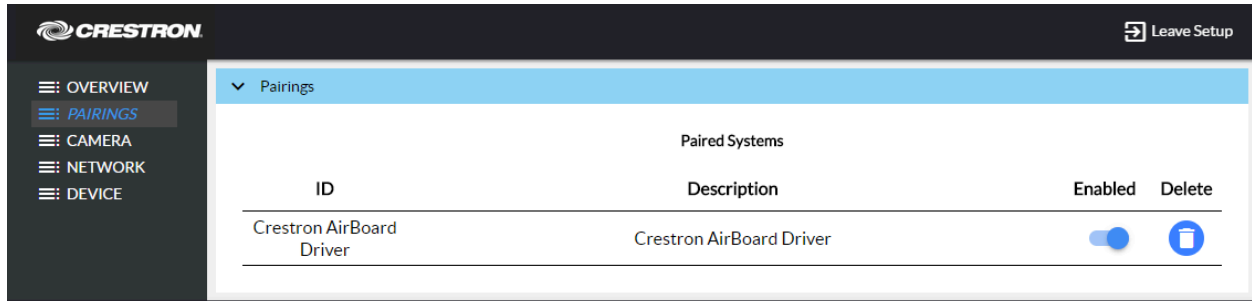 CRESTRON.
Leave Setup
OVERVIEW
PAIRINGS
CAMERA
NETWORK
DEVICE
Pairings
Paired Systems
ID Description Enabled Delete
Crestron AirBoard
Driver
Crestron AirBoard Driver